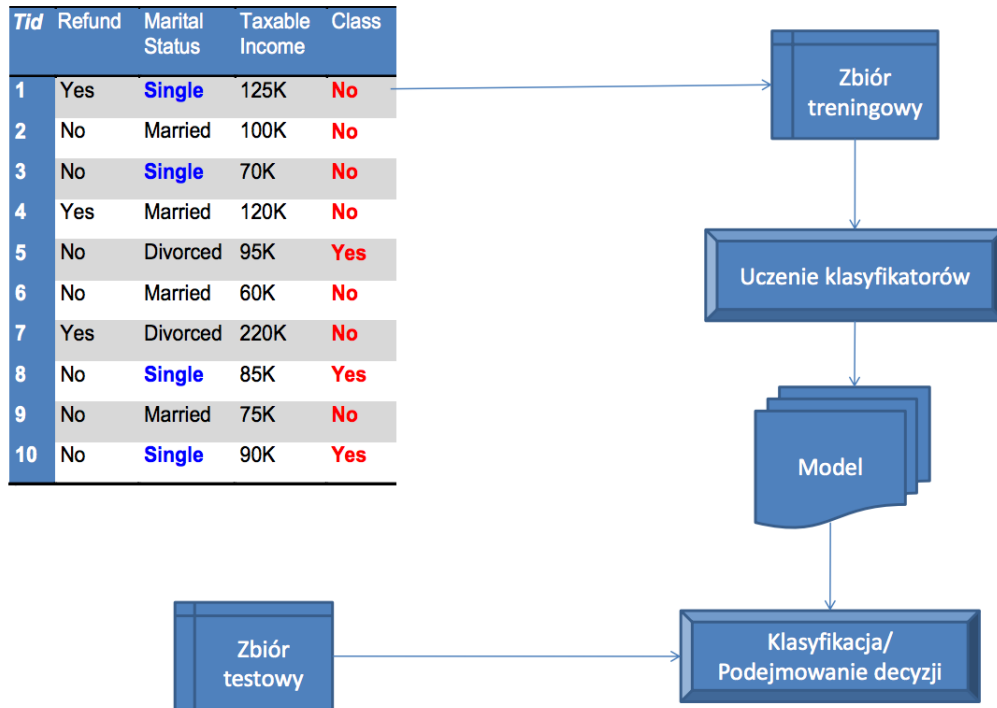 Tid Refund Marital Status Taxable Income Class
1 Yes Single 125K No
2 No Married 100K No
3 No Single 70K No
4 Yes Married 120K No
5 No Divorced 95K Yes
6 No Married 60K No
7 Yes Divorced 220K No
8 No Single 85K Yes
9 No Married 75K No
10 No Single 90K Yes
Zbiór
treningowy
Uczenie klasyfikatorów
Model
Zbiór
testowy
Klasyfikacja/
Podejmowanie decyzji